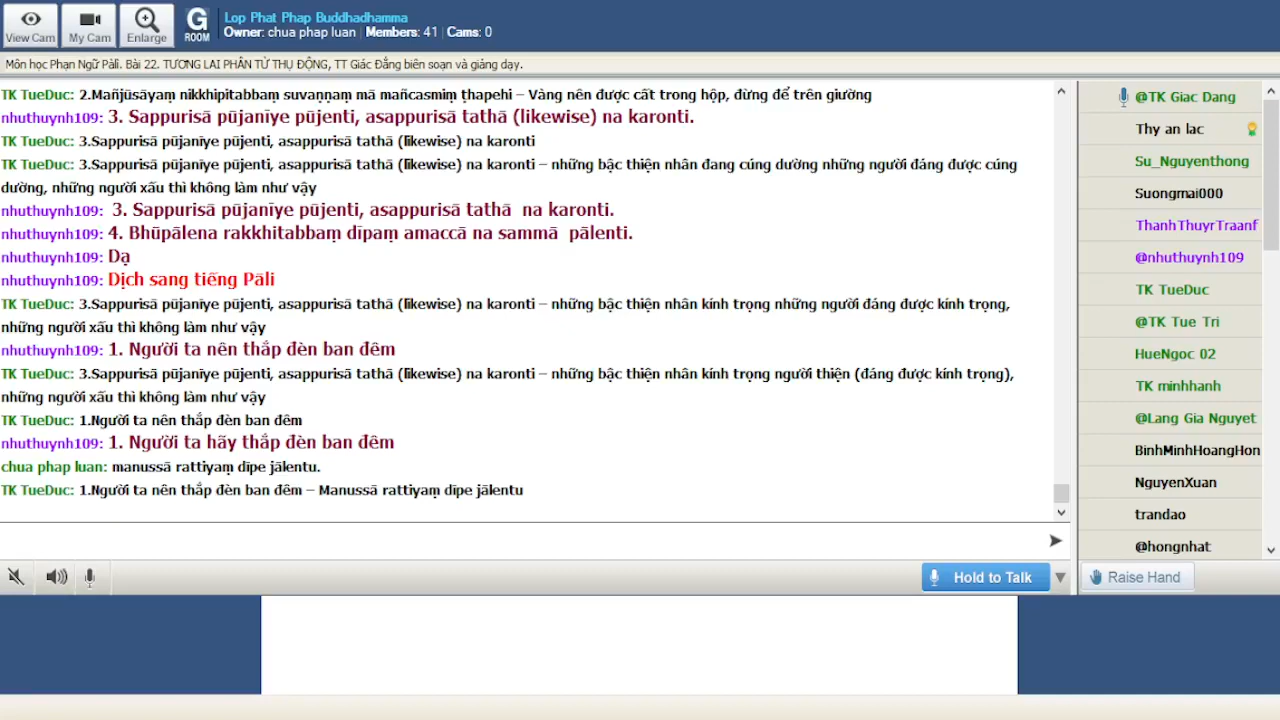 View Cam
My Cam
Enlarge
G
ROOM
Lop Phat Phap Buddhadhamma
Owner: chua phap luan | Members: 41 | Cams: 0
Môn học Phạn Ngữ Pāli. Bài 22. TƯƠNG LAI PHÂN TỪ THỤ ĐỘNG, TT Giác Đẳng biên soạn và giảng dạy.
TK TueDuc: 2.Mañjūsāyaṃ nikkhipitabbaṃ suvaṇṇaṃ mā mañcasmiṃ ṭhapehi – Vàng nên được cất trong hộp, đừng để trên giường
nhuthuynh109: 3. Sappurisā pūjanīye pūjenti, asappurisā tathā (likewise) na karonti.
TK TueDuc: 3.Sappurisā pūjanīye pūjenti, asappurisā tathā (likewise) na karonti
TK TueDuc: 3.Sappurisā pūjanīye pūjenti, asappurisā tathā (likewise) na karonti – những bậc thiện nhân đang cúng dường những người đáng được cúng
dường, những người xấu thì không làm như vậy
nhuthuynh109: 3. Sappurisā pūjanīye pūjenti, asappurisā tathā na karonti.
nhuthuynh109: 4. Bhūpālena rakkhitabbaṃ dīpaṃ amaccā na sammā pālenti.
nhuthuynh109: Dạ
nhuthuynh109: Dịch sang tiếng Pāli
TK TueDuc: 3.Sappurisā pūjanīye pūjenti, asappurisā tathā (likewise) na karonti – những bậc thiện nhân kính trọng những người đáng được kính trọng,
những người xấu thì không làm như vậy
nhuthuynh109: 1. Người ta nên thắp đèn ban đêm
TK TueDuc: 3.Sappurisā pūjanīye pūjenti, asappurisā tathā (likewise) na karonti – những bậc thiện nhân kính trọng người thiện (đáng được kính trọng),
những người xấu thì không làm như vậy
TK TueDuc: 1.Người ta nên thắp đèn ban đêm
nhuthuynh109: 1. Người ta hãy thắp đèn ban đêm
chua phap luan: manussā rattiyaṃ dīpe jālentu.
TK TueDuc: 1.Người ta nên thắp đèn ban đêm – Manussā rattiyaṃ dīpe jālentu
Hold to Talk
@TK Giac Dang
Thy an lac
Su_Nguyenthong
Suongmai000
ThanhThuyrTraanf
@nhuthuynh109
TK TueDuc
@TK Tue Tri
HueNgoc 02
TK minhhanh
@Lang Gia Nguyet
BinhMinhHoangHon
NguyenXuan
trandao
@hongnhat
Raise Hand